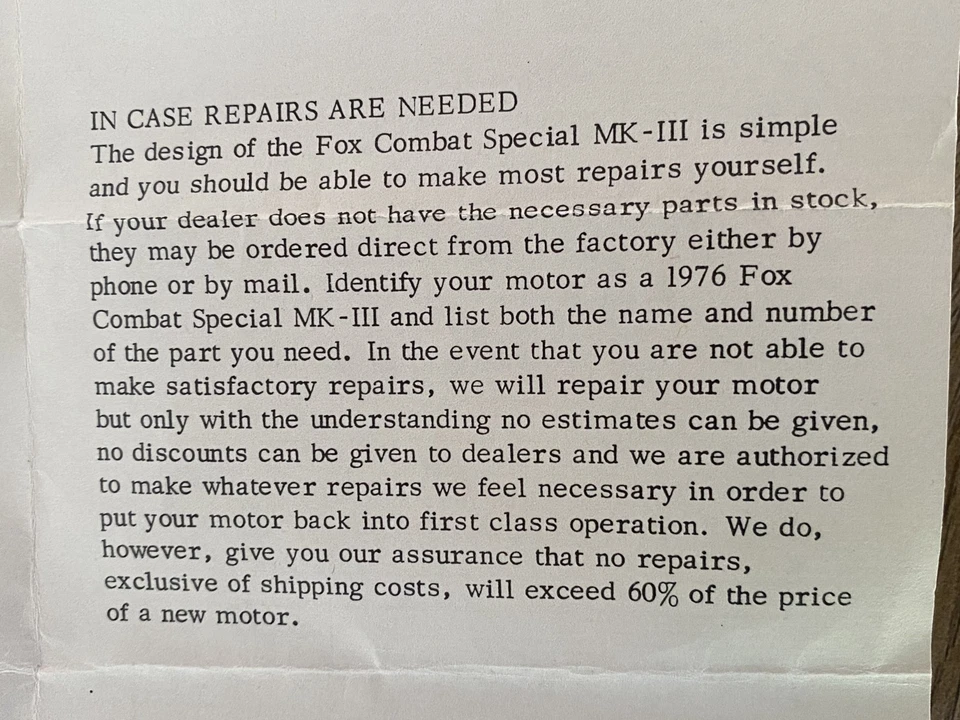 IN CASE REPAIRS ARE NEEDED
The design of the Fox Combat Special MK-III is simple
and you should be able to make most repairs yourself.
If your dealer does not have the necessary parts in stock,
they may be ordered direct from the factory either by
phone or by mail. Identify your motor as a 1976 Fox
Combat Special MK-III and list both the name and number
of the part you need. In the event that you are not able to
make satisfactory repairs, we will repair your motor
but only with the understanding no estimates can be given,
no discounts can be given to dealers and we are authorized
to make whatever repairs we feel necessary in order to
put your motor back into first class operation. We do,
however, give you our assurance that no repairs,
exclusive of shipping costs, will exceed 60% of the price
of a new motor.